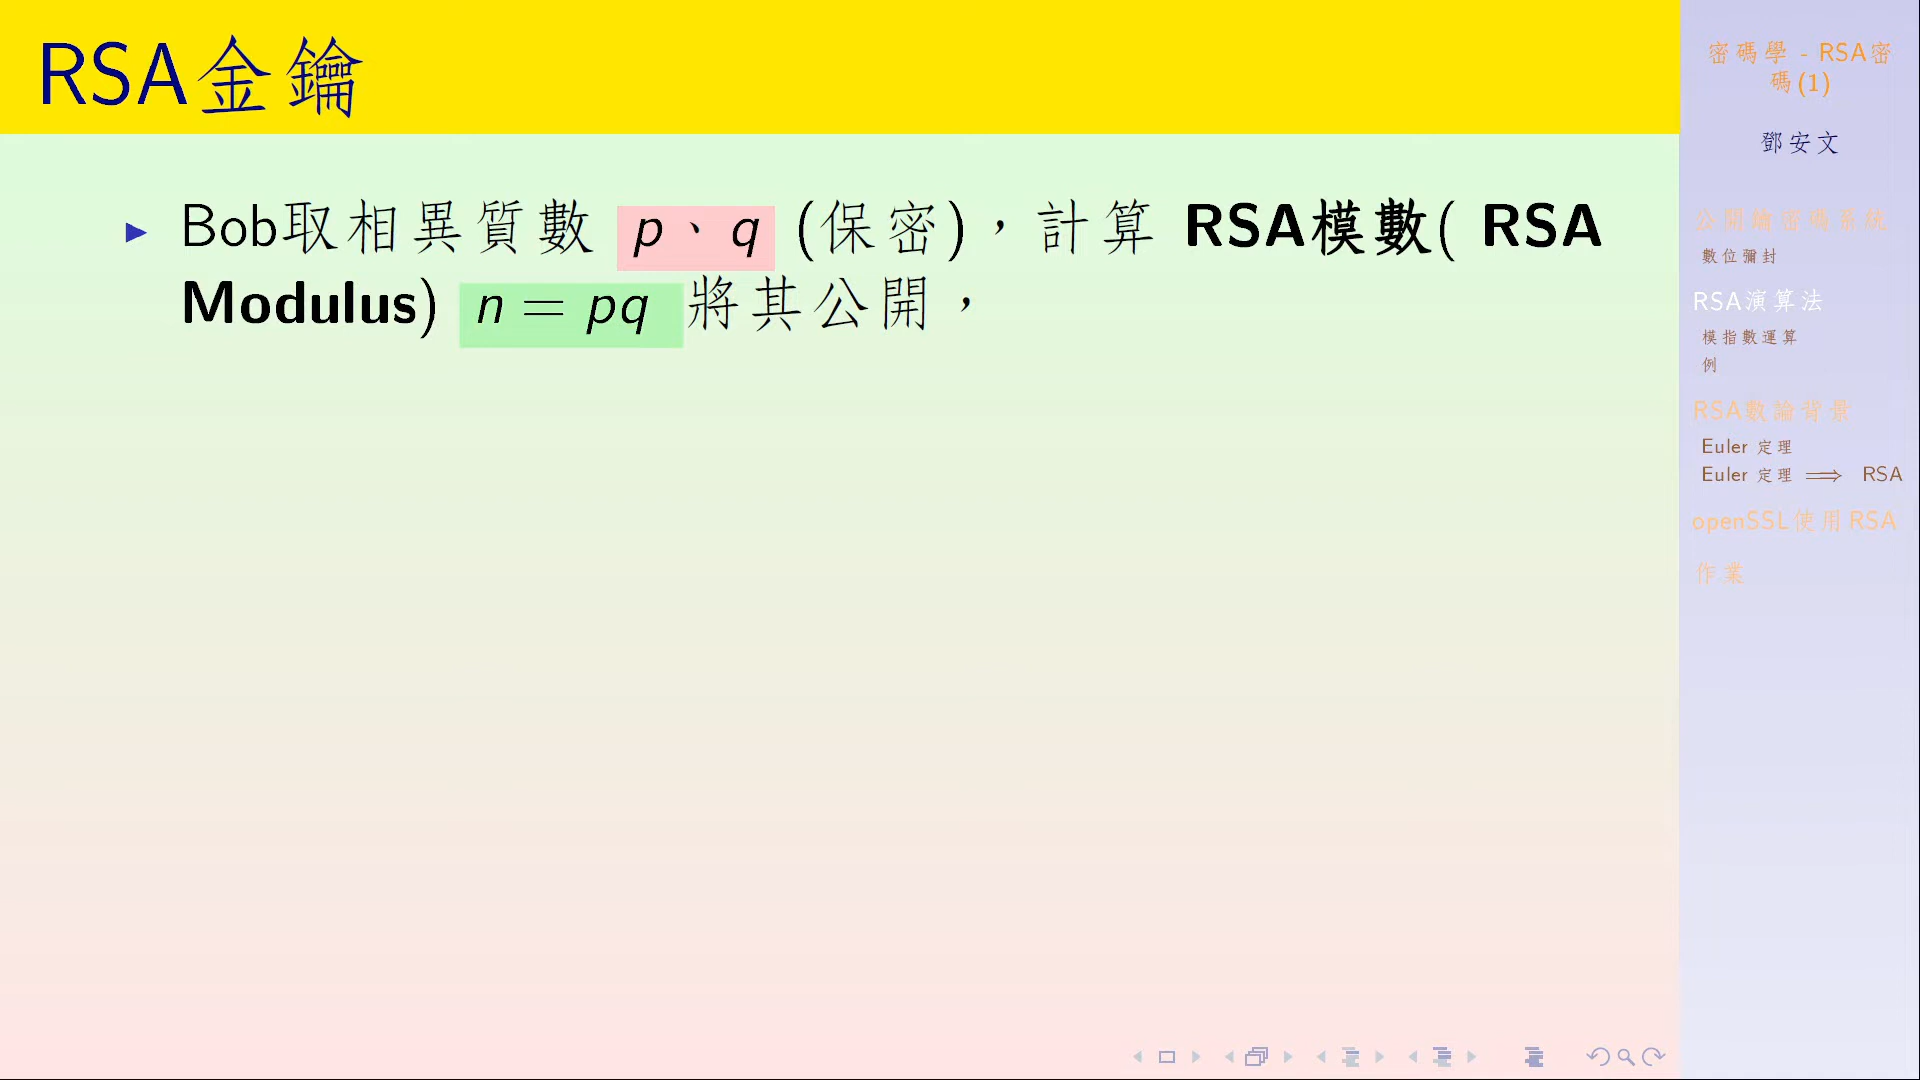 RSA金鑰
Bob取相異質數 p、q (保密)，計算 RSA模數( RSA
Modulus) n = pq 將其公開，
密碼學 - RSA密
碼(1)
鄧安文
公開鑰密碼系統
數位彌封
RSA演算法
模指數運算
例
RSA數論背景
Euler 定理
Euler 定理 ⟹ RSA
openSSL使用RSA
作業